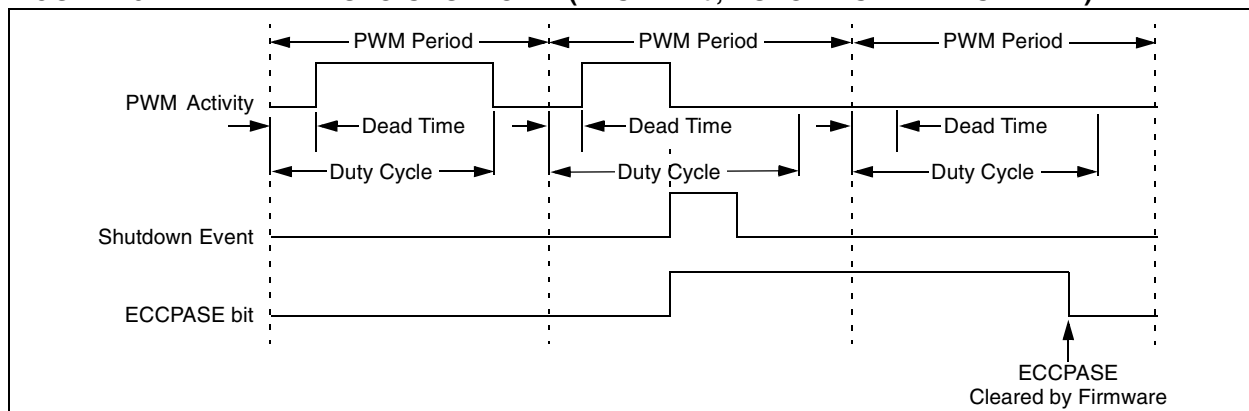 PWM Period
PWM Period
PWM Period
PWM Activity
Dead Time
Dead Time
Dead Time
Duty Cycle
Duty Cycle
Duty Cycle
Shutdown Event
ECCPASE bit
ECCPASE
Cleared by Firmware